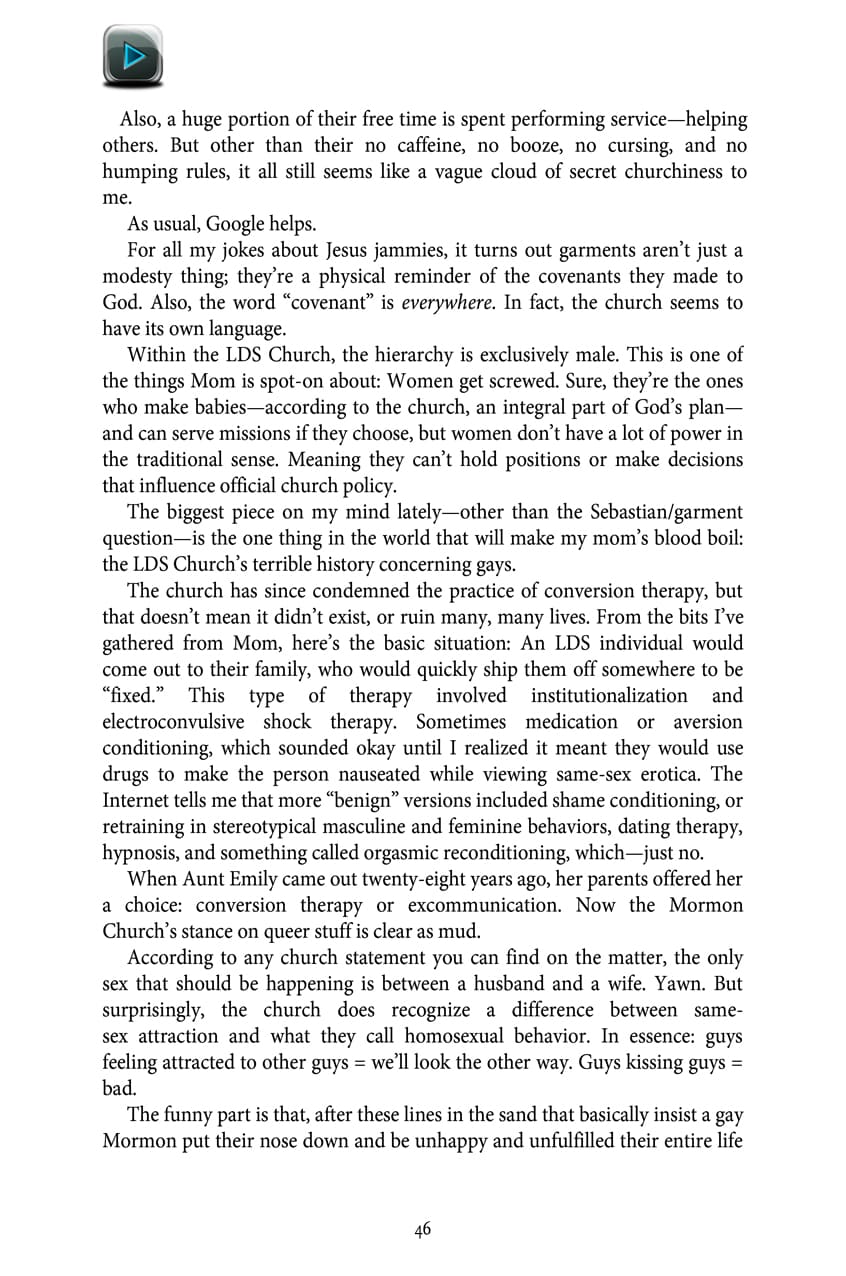 Also, a huge portion of their free time is spent performing service—helping
others. But other than their no caffeine, no booze, no cursing, and no
humping rules, it all still seems like a vague cloud of secret churchiness to
me.
As usual, Google helps.
For all my jokes about Jesus jammies, it turns out garments aren’t just a
modesty thing; they’re a physical reminder of the covenants they made to
God. Also, the word “covenant” is everywhere. In fact, the church seems to
have its own language.
Within the LDS Church, the hierarchy is exclusively male. This is one of
the things Mom is spot-on about: Women get screwed. Sure, they’re the ones
who make babies—according to the church, an integral part of God’s plan—
and can serve missions if they choose, but women don’t have a lot of power in
the traditional sense. Meaning they can’t hold positions or make decisions
that influence official church policy.
The biggest piece on my mind lately—other than the Sebastian/garment
question—is the one thing in the world that will make my mom’s blood boil:
the LDS Church’s terrible history concerning gays.
The church has since condemned the practice of conversion therapy, but
that doesn’t mean it didn’t exist, or ruin many, many lives. From the bits I’ve
gathered from Mom, here’s the basic situation: An LDS individual would
come out to their family, who would quickly ship them off somewhere to be
“fixed.” This type of therapy involved institutionalization and
electroconvulsive shock therapy. Sometimes medication or aversion
conditioning, which sounded okay until I realized it meant they would use
drugs to make the person nauseated while viewing same-sex erotica. The
Internet tells me that more “benign” versions included shame conditioning, or
retraining in stereotypical masculine and feminine behaviors, dating therapy,
hypnosis, and something called orgasmic reconditioning, which—just no.
When Aunt Emily came out twenty-eight years ago, her parents offered her
a choice: conversion therapy or excommunication. Now the Mormon
Church’s stance on queer stuff is clear as mud.
According to any church statement you can find on the matter, the only
sex that should be happening is between a husband and a wife. Yawn. But
surprisingly, the church does recognize a difference between same-
sex attraction and what they call homosexual behavior. In essence: guys
feeling attracted to other guys = we’ll look the other way. Guys kissing guys =
bad.
The funny part is that, after these lines in the sand that basically insist a gay
Mormon put their nose down and be unhappy and unfulfilled their entire life
46